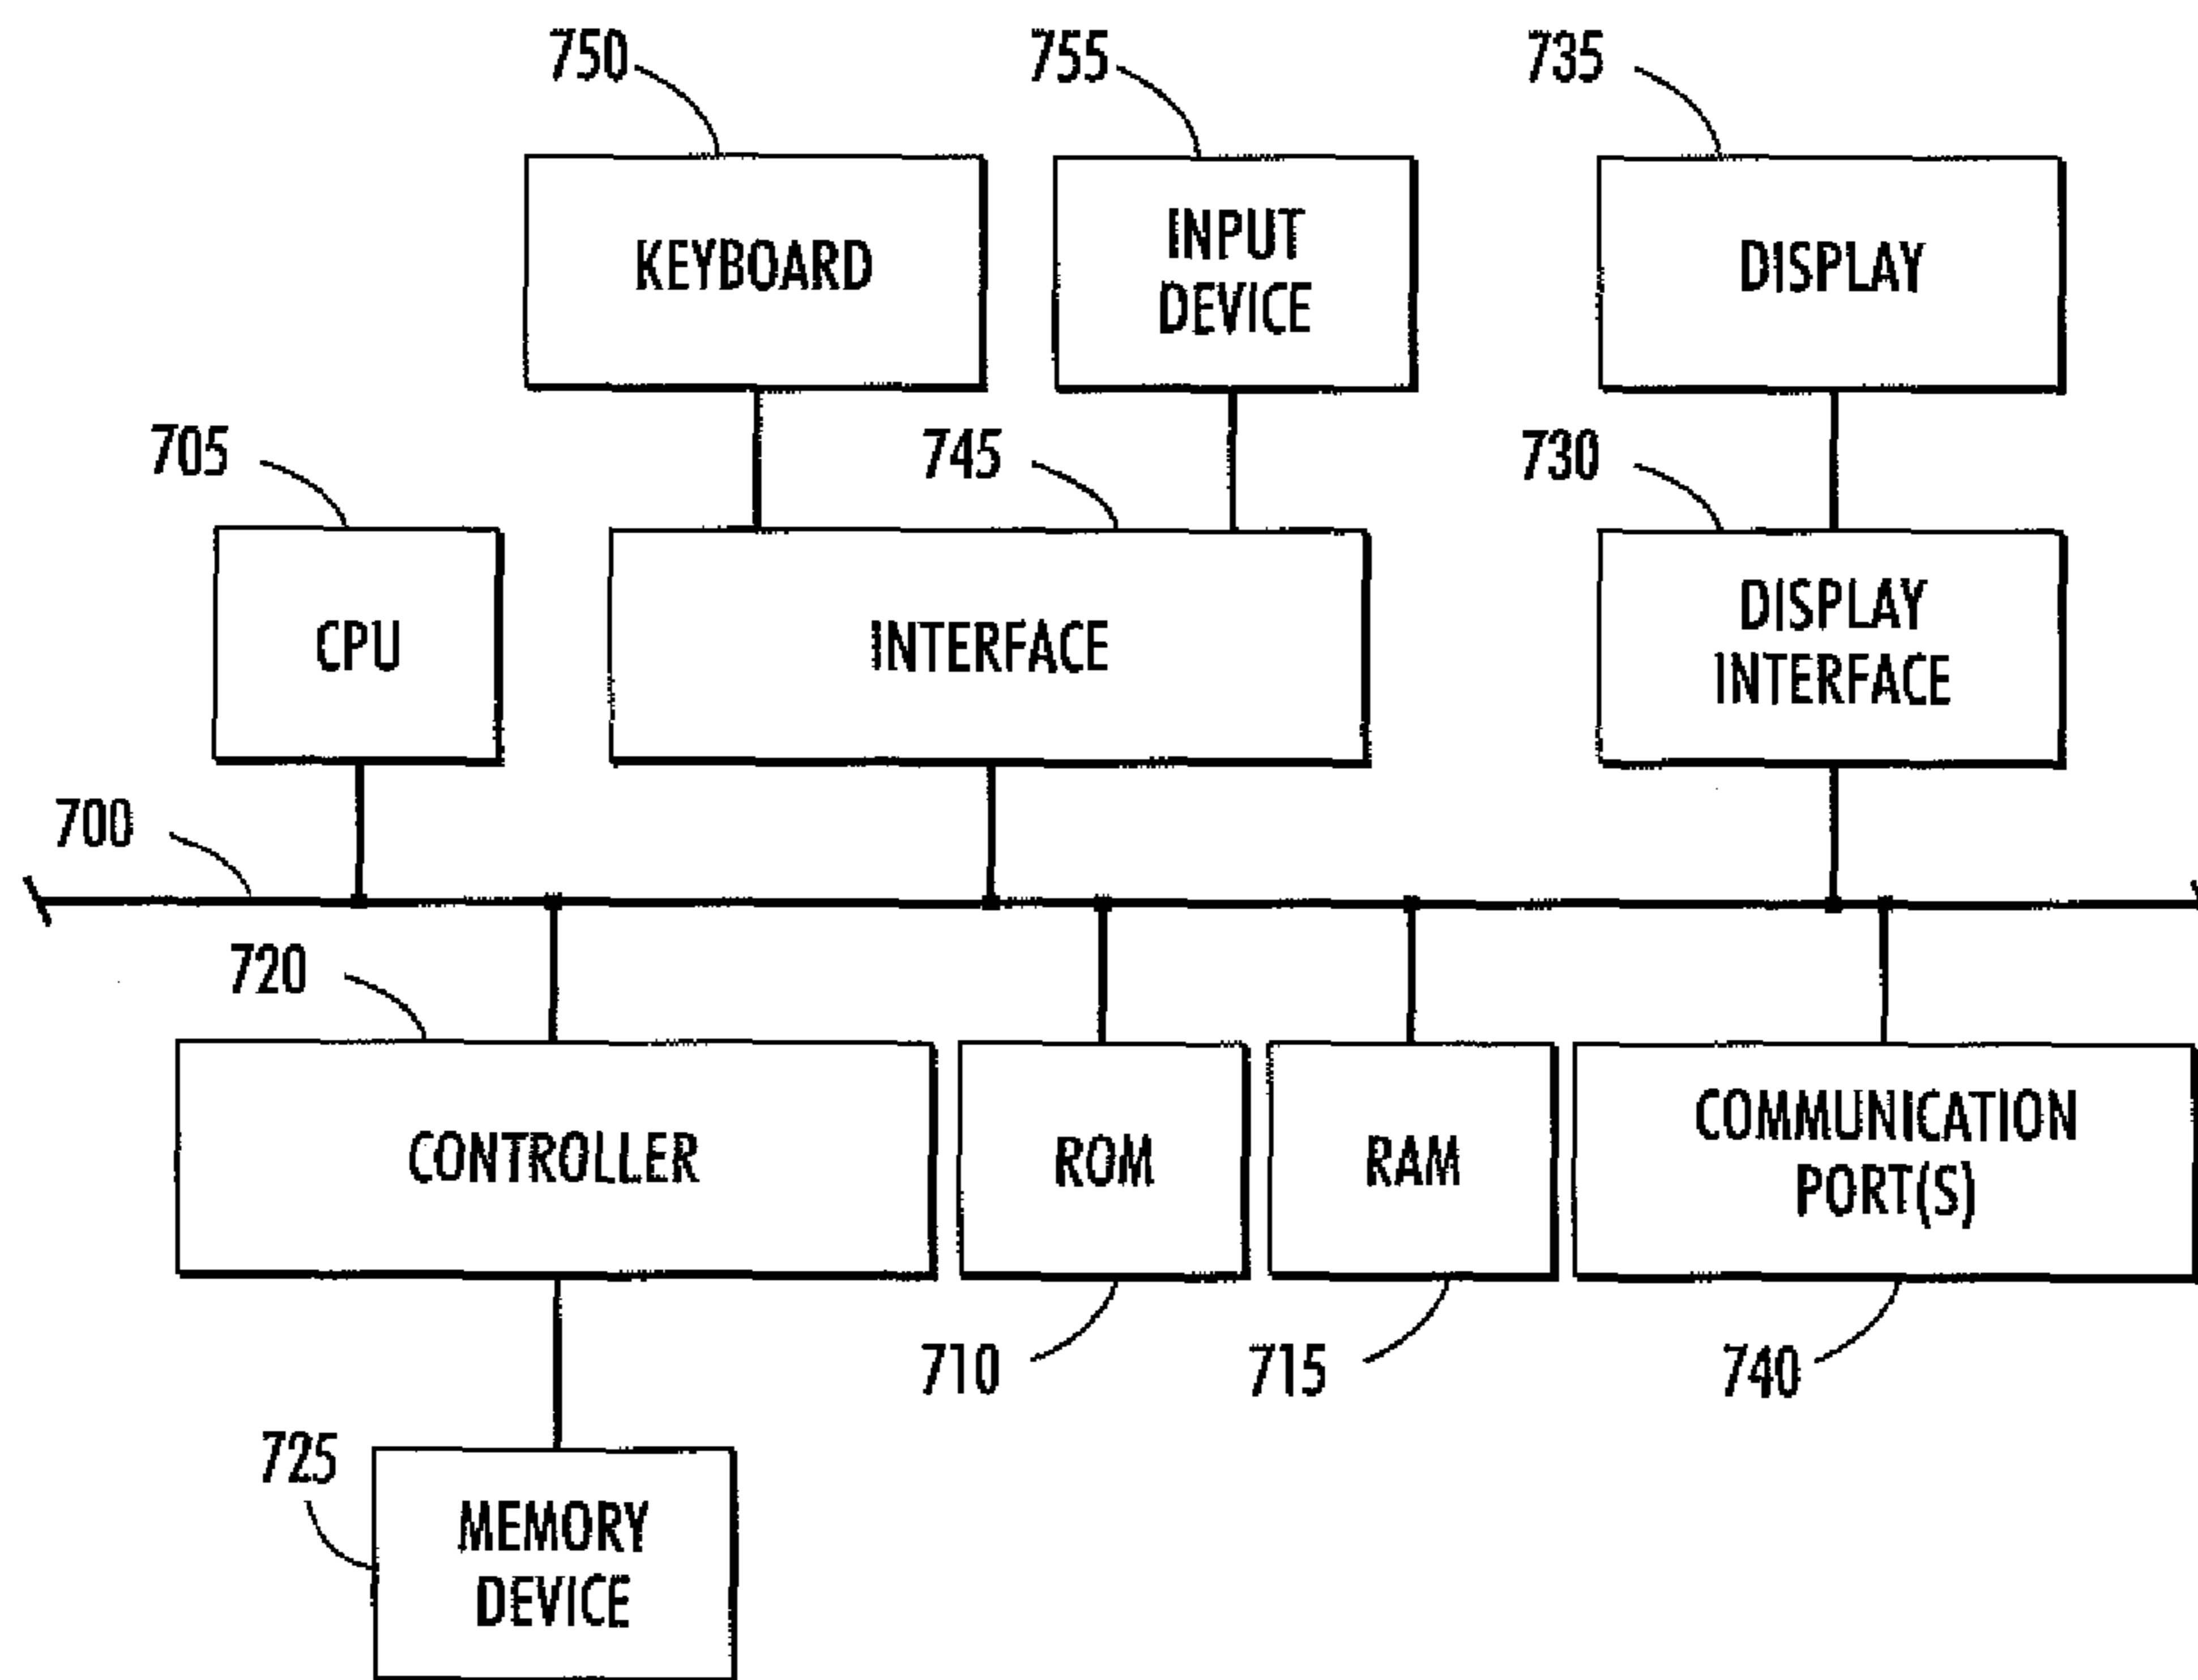 750
755
735
KEYBOARD
INPUT
DEVICE
DISPLAY
705
745
730
CPU
INTERFACE
DISPLAY
INTERFACE
700
720
CONTROLLER
ROM
RAM
COMMUNICATION
PORT(S)
710
715
740
725
MEMORY
DEVICE